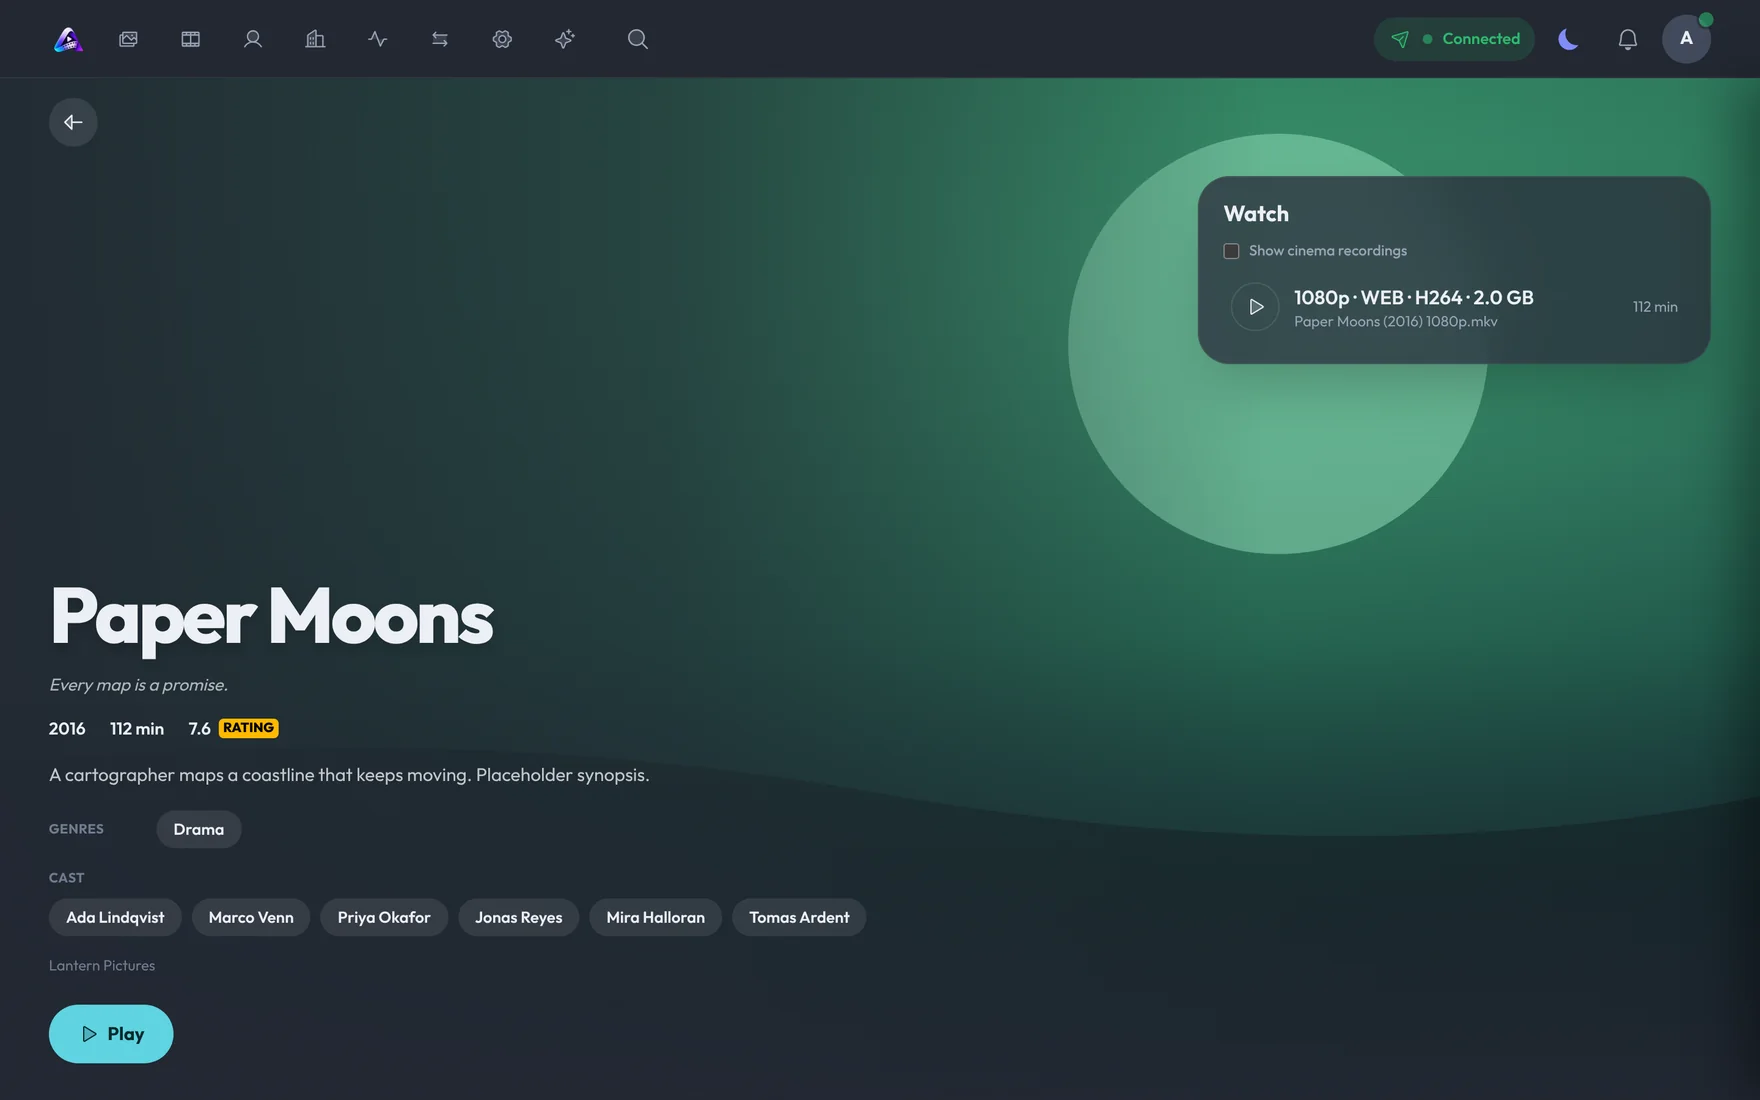 Connected
A
Watch
Show cinema recordings
1080p · WEB · H264 · 2.0 GB
Paper Moons (2016) 1080p.mkv
112 min
Paper Moons
Every map is a promise.
2016 112 min 7.6 RATING
A cartographer maps a coastline that keeps moving. Placeholder synopsis.
GENRES Drama
CAST
Ada Lindqvist Marco Venn Priya Okafor Jonas Reyes Mira Halloran Tomas Ardent
Lantern Pictures
Play